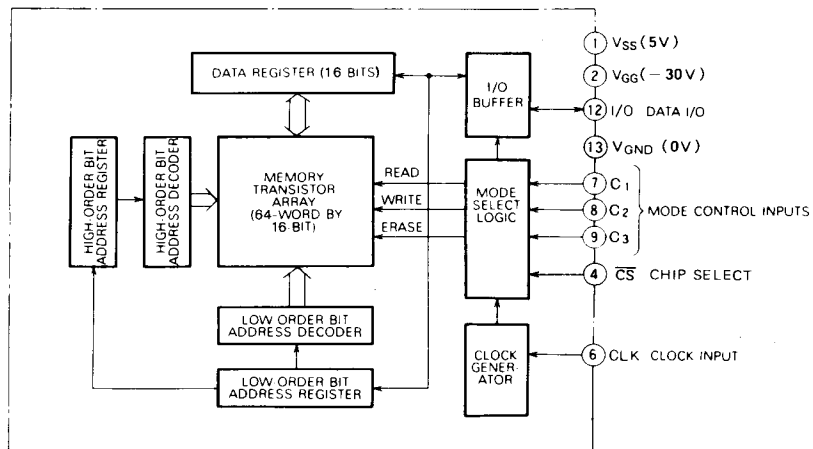 DATA REGISTER (16 BITS)
I/O
BUFFER
HIGH-ORDER BIT
ADDRESS REGISTER
HIGH-ORDER BIT
ADDRESS DECODER
MEMORY
TRANSISTOR
ARRAY
(64-WORD BY
16-BIT)
READ
WRITE
ERASE
MODE
SELECT
LOGIC
LOW ORDER BIT
ADDRESS DECODER
LOW-ORDER BIT
ADDRESS REGISTER
CLOCK
GENER-
ATOR
1 VSS (5V)
2 VGG (−30V)
12 I/O DATA I/O
13 VGND (0V)
7 C1
8 C2
9 C3
MODE CONTROL INPUTS
4 C̅S̅ CHIP SELECT
6 CLK CLOCK INPUT